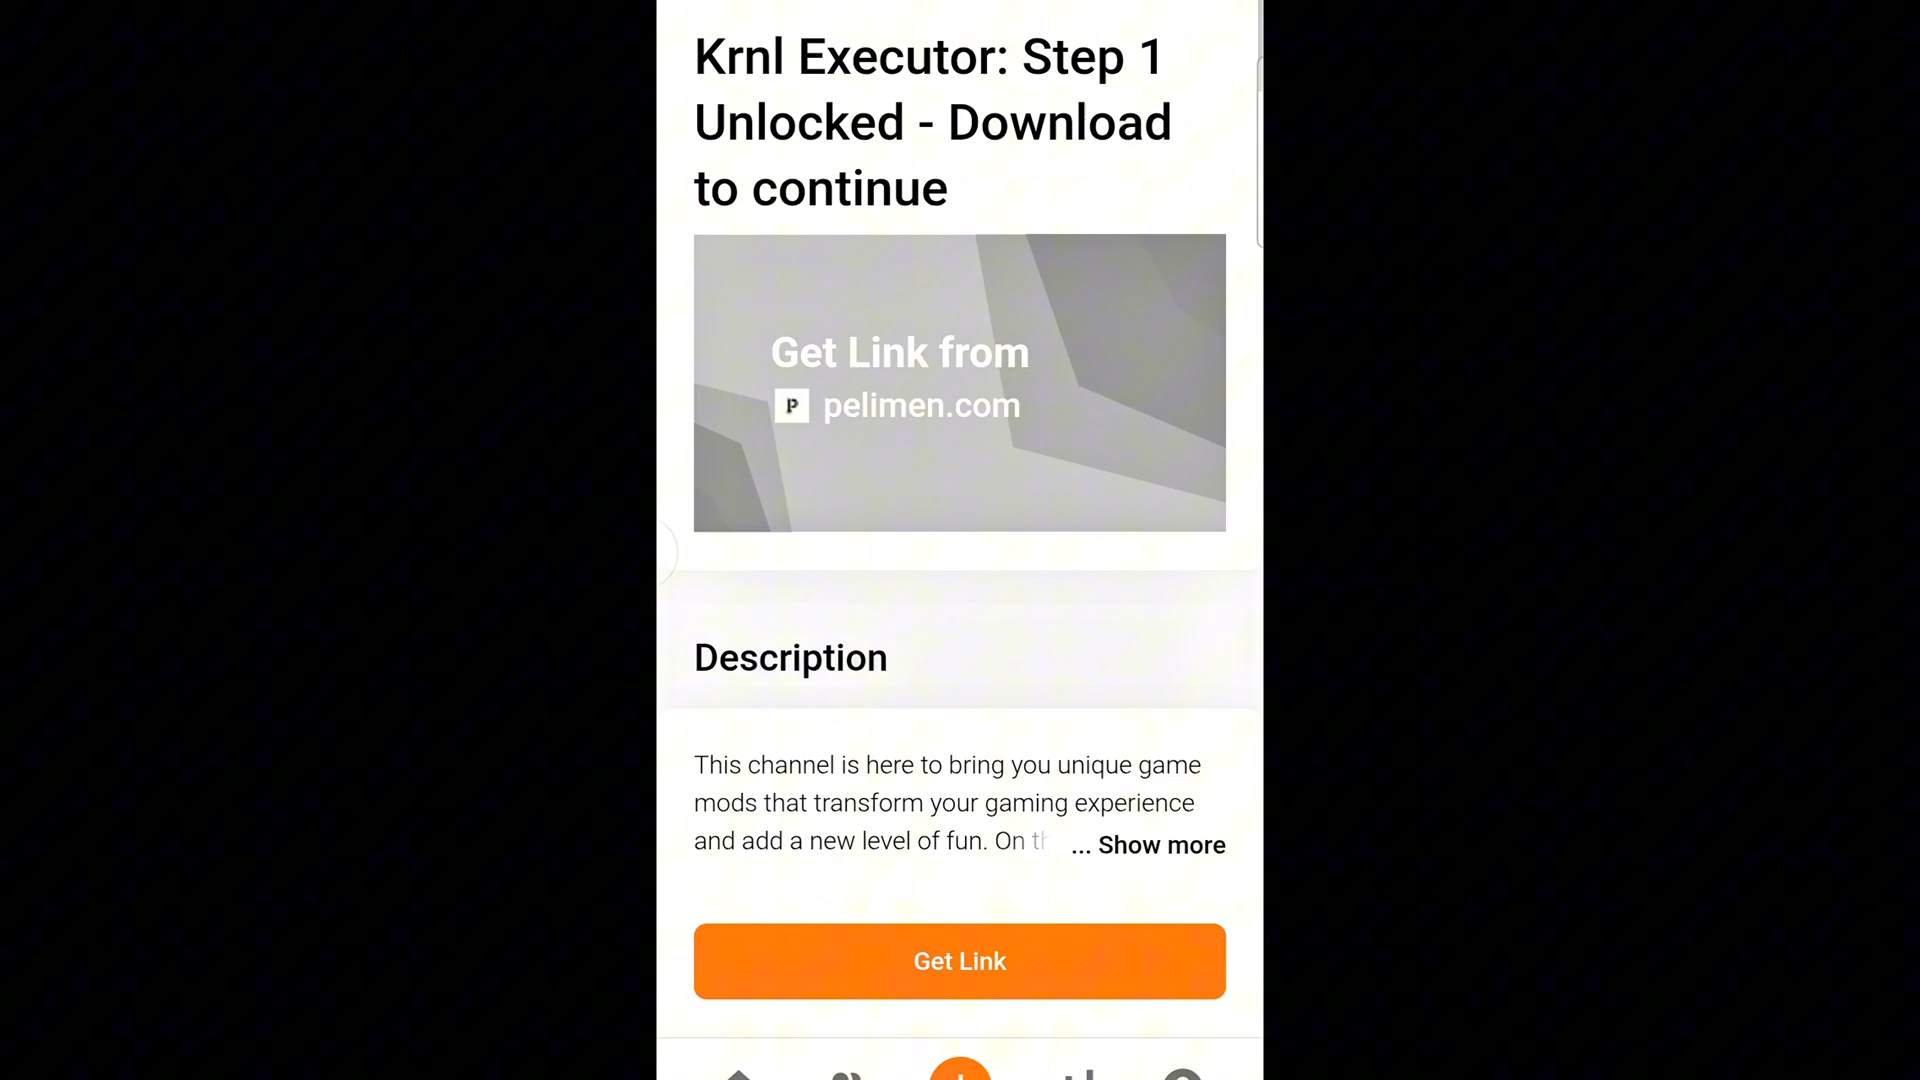 Krnl Executor: Step 1
Unlocked - Download
to continue
Get Link from
P pelimen.com
Description
This channel is here to bring you unique game
mods that transform your gaming experience
and add a new level of fun. On ... Show more
Get Link